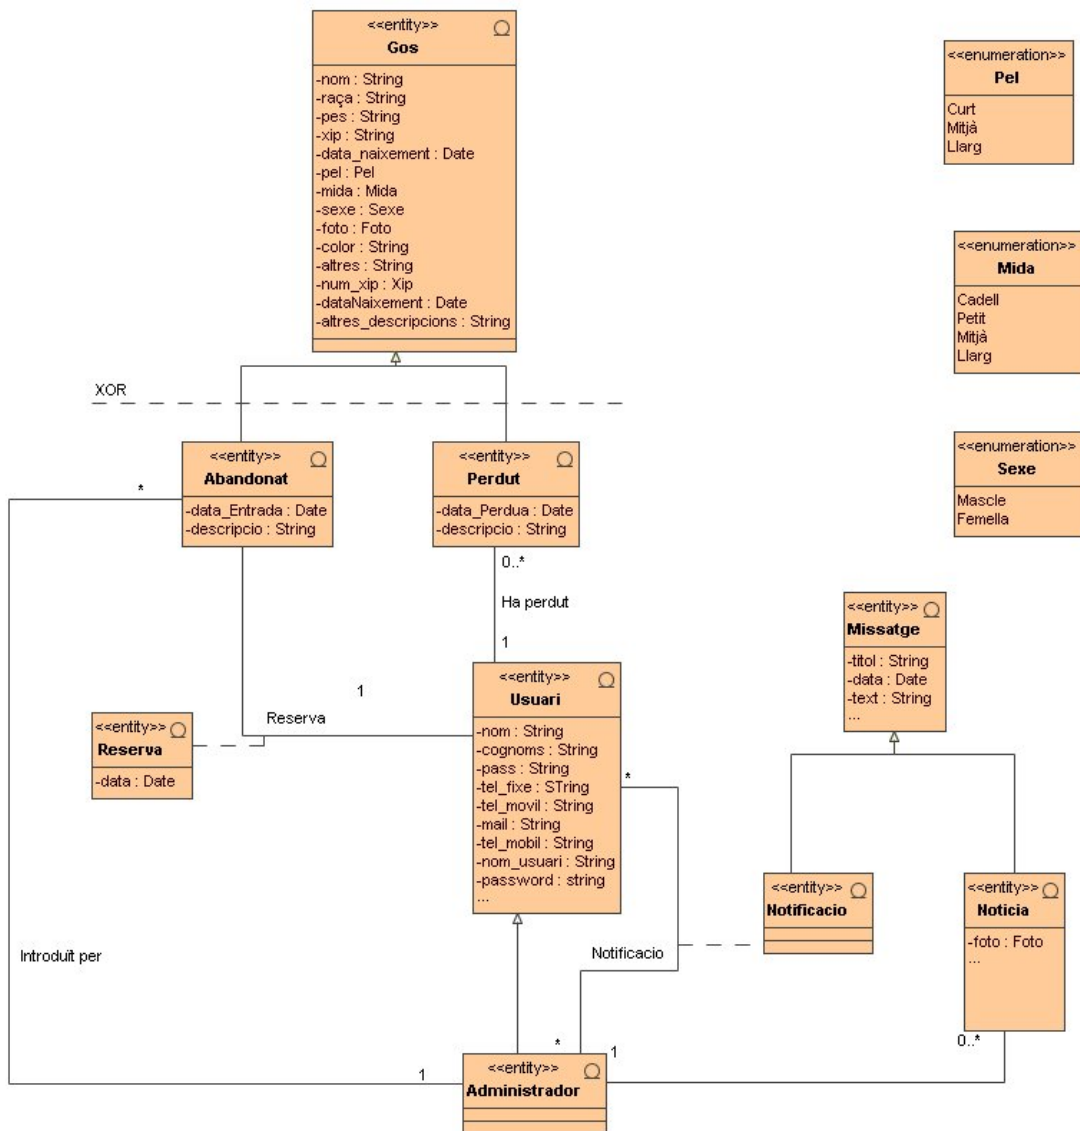 <<entity>>
Gos
-nom : String
-raça : String
-pes : String
-xip : String
-data_naixement : Date
-pel : Pel
-mida : Mida
-sexe : Sexe
-foto : Foto
-color : String
-altres : String
-num_xip : Xip
-dataNaixement : Date
-altres_descripcions : String
<<enumeration>>
Pel
Curt
Mitjà
Llarg
<<enumeration>>
Mida
Cadell
Petit
Mitjà
Llarg
<<enumeration>>
Sexe
Mascle
Femella
XOR
<<entity>>
Abandonat
-data_Entrada : Date
-descripcio : String
<<entity>>
Perdut
-data_Perdua : Date
-descripcio : String
*
0..*
Ha perdut
1
<<entity>>
Missatge
-titol : String
-data : Date
-text : String
...
<<entity>>
Usuari
-nom : String
-cognoms : String
-pass : String
-tel_fixe : STring
-tel_movil : String
-mail : String
-tel_mobil : String
-nom_usuari : String
-password : string
...
1
Reserva
<<entity>>
Reserva
-data : Date
*
<<entity>>
Notificacio
<<entity>>
Noticia
-foto : Foto
...
Introduït per
Notificacio
*
1
0..*
1
<<entity>>
Administrador